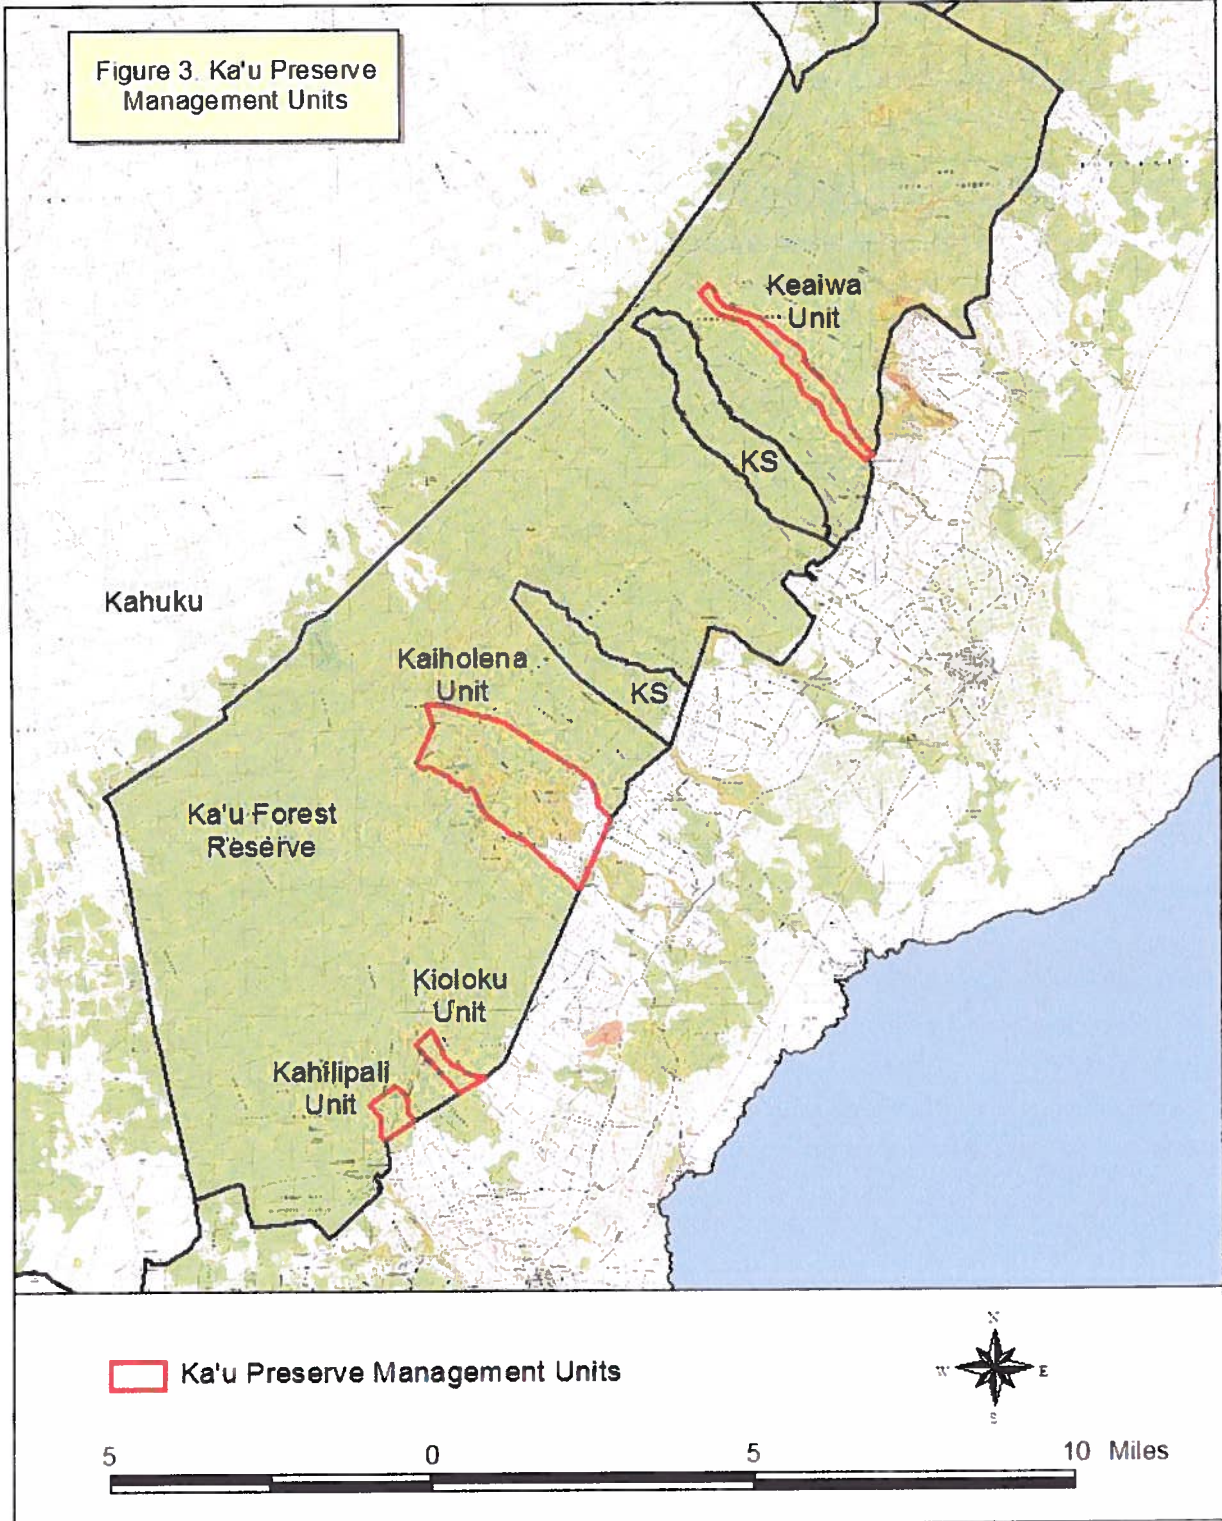 Figure 3. Ka'u Preserve
Management Units
Keaiwa
Unit
KS
Kahuku
Kaiholena
Unit
KS
Ka'u Forest
Reserve
Kioloku
Unit
Kahilipali
Unit
Ka'u Preserve Management Units
N
W
E
S
5
0
5
10 Miles